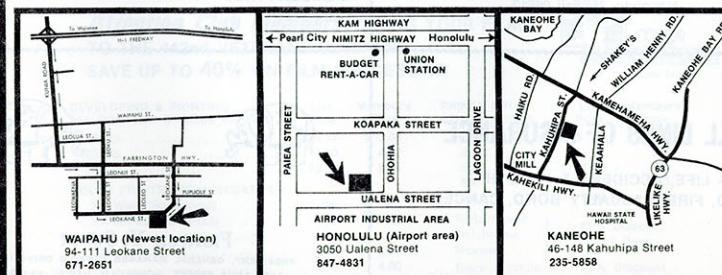 To Waianae
To Honolulu
H-1 FREEWAY
KUNIA ROAD
WAIPAHU ST.
LEOLUA ST.
LEOKU ST.
FARRINGTON HWY.
LEONUI ST.
LEOKANE ST.
PUPUOLE ST.
WAIPAHU (Newest location)
94-111 Leokane Street
671-2651
KAM HIGHWAY
Pearl City NIMITZ HIGHWAY Honolulu
BUDGET
RENT-A-CAR
UNION
STATION
PAIEA STREET
KOAPAKA STREET
OHOHIA
LAGOON DRIVE
UALENA STREET
AIRPORT INDUSTRIAL AREA
HONOLULU (Airport area)
3050 Ualena Street
847-4831
KANEOHE
BAY
SHAKEY'S
WILLIAM HENRY RD.
KANEOHE BAY
HAIKU RD.
KAHUHIPA ST.
KAMEHAMEHA HWY.
KEAAHALA
CITY
MILL
KAHEKILI HWY.
63
LIKELIKE
HWY.
HAWAII STATE
HOSPITAL
KANEOHE
46-148 Kahuhipa Street
235-5858